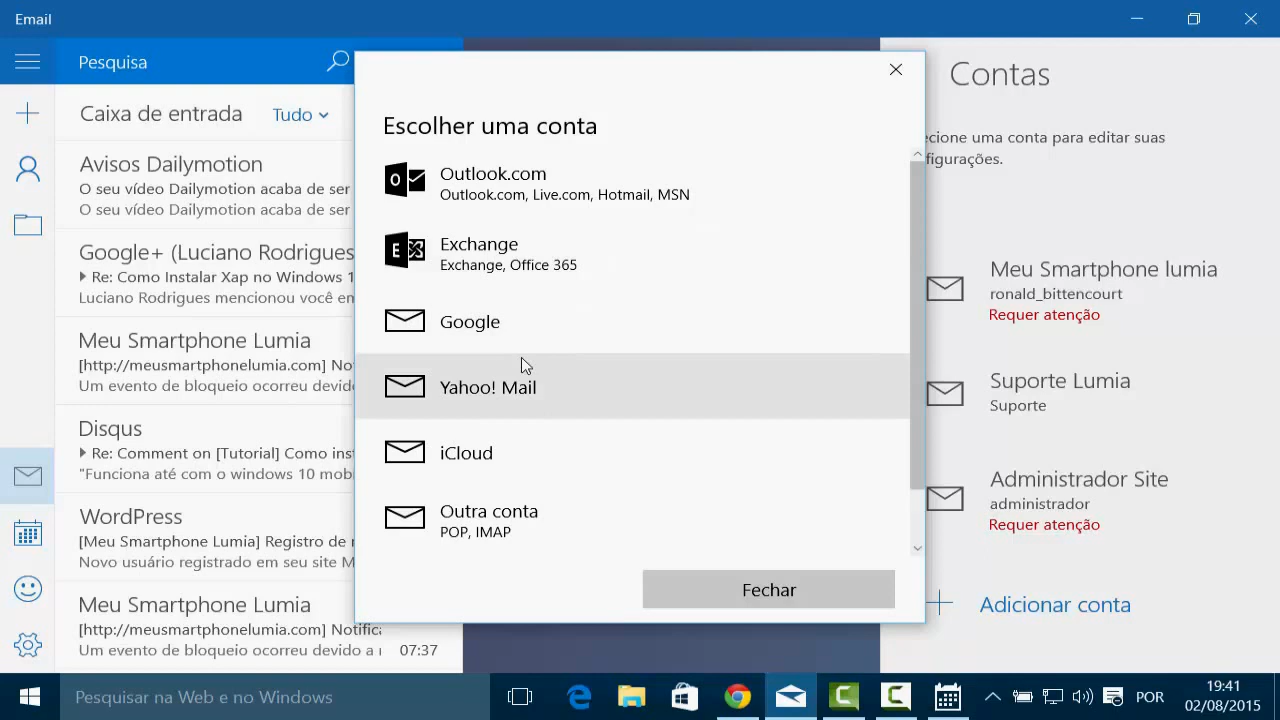 Email
Pesquisa
Caixa de entrada
Tudo
Avisos Dailymotion
O seu vídeo Dailymotion acaba de ser
O seu vídeo Dailymotion acaba de ser
Google+ (Luciano Rodrigues
Re: Como Instalar Xap no Windows 1
Luciano Rodrigues mencionou você em
Meu Smartphone Lumia
[http://meusmartphonelumia.com] Noti
Um evento de bloqueio ocorreu devido
Disqus
Re: Comment on [Tutorial] Como inst
"Funciona até com o windows 10 mobi
WordPress
[Meu Smartphone Lumia] Registro de
Novo usuário registrado em seu site M
Meu Smartphone Lumia
[http://meusmartphonelumia.com] Notific
Um evento de bloqueio ocorreu devido a
07:37
Escolher uma conta
Outlook.com
Outlook.com, Live.com, Hotmail, MSN
Exchange
Exchange, Office 365
Google
Yahoo! Mail
iCloud
Outra conta
POP, IMAP
Fechar
Contas
ecione uma conta para editar suas
figurações.
Meu Smartphone lumia
ronald_bittencourt
Requer atenção
Suporte Lumia
Suporte
Administrador Site
administrador
Requer atenção
Adicionar conta
Pesquisar na Web e no Windows
POR
19:41
02/08/2015